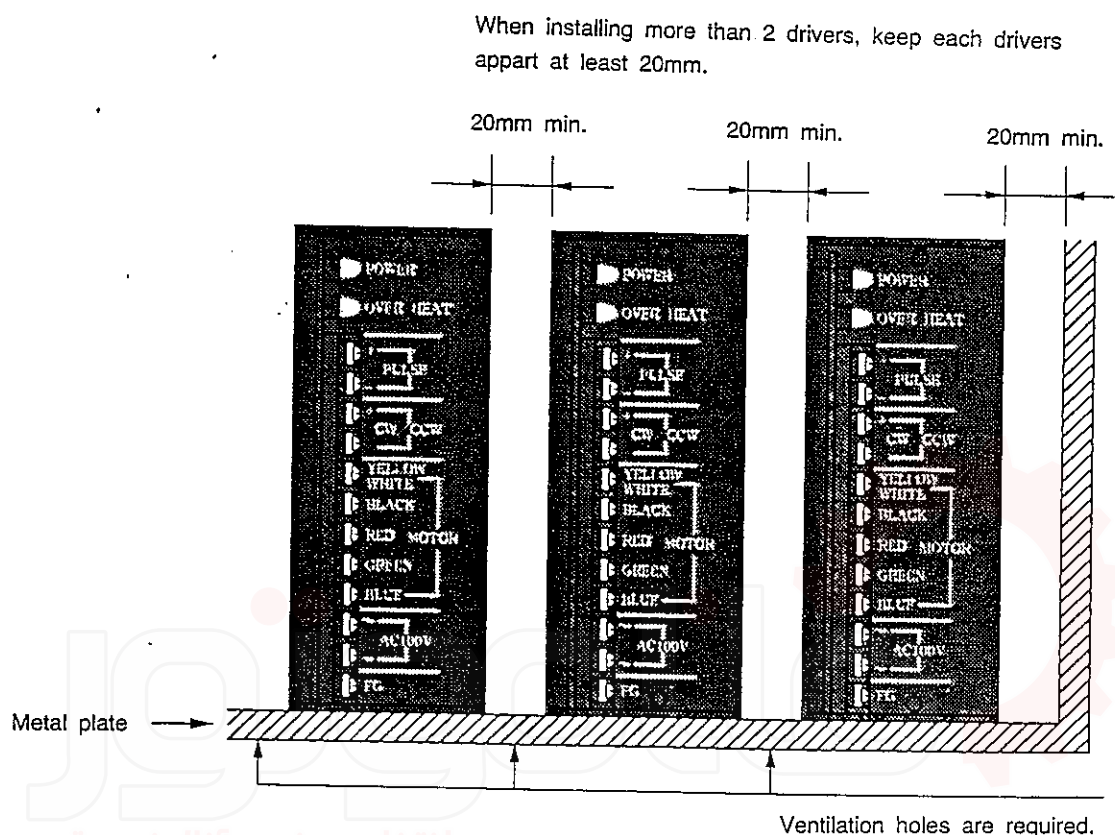 When installing more than 2 drivers, keep each drivers
appart at least 20mm.
20mm min.
20mm min.
20mm min.
POWER
OVER HEAT
PULSE
CW CCW
YELLOW
WHITE
BLACK
RED MOTOR
GREEN
BLUE
AC100V
FG
POWER
OVER HEAT
PULSE
CW CCW
YELLOW
WHITE
BLACK
RED MOTOR
GREEN
BLUE
AC100V
FG
POWER
OVER HEAT
PULSE
CW CCW
YELLOW
WHITE
BLACK
RED MOTOR
GREEN
BLUE
AC100V
FG
Metal plate
Ventilation holes are required.